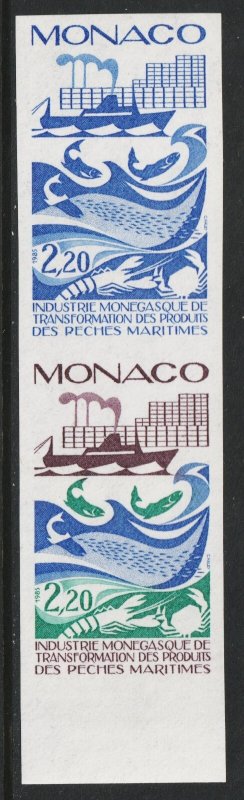 MONACO
1985
2,20
INDUSTRIE MONEGASQUE DE
TRANSFORMATION DES PRODUITS
DES PECHES MARITIMES
MONACO
1985
2,20
INDUSTRIE MONEGASQUE DE
TRANSFORMATION DES PRODUITS
DES PECHES MARITIMES